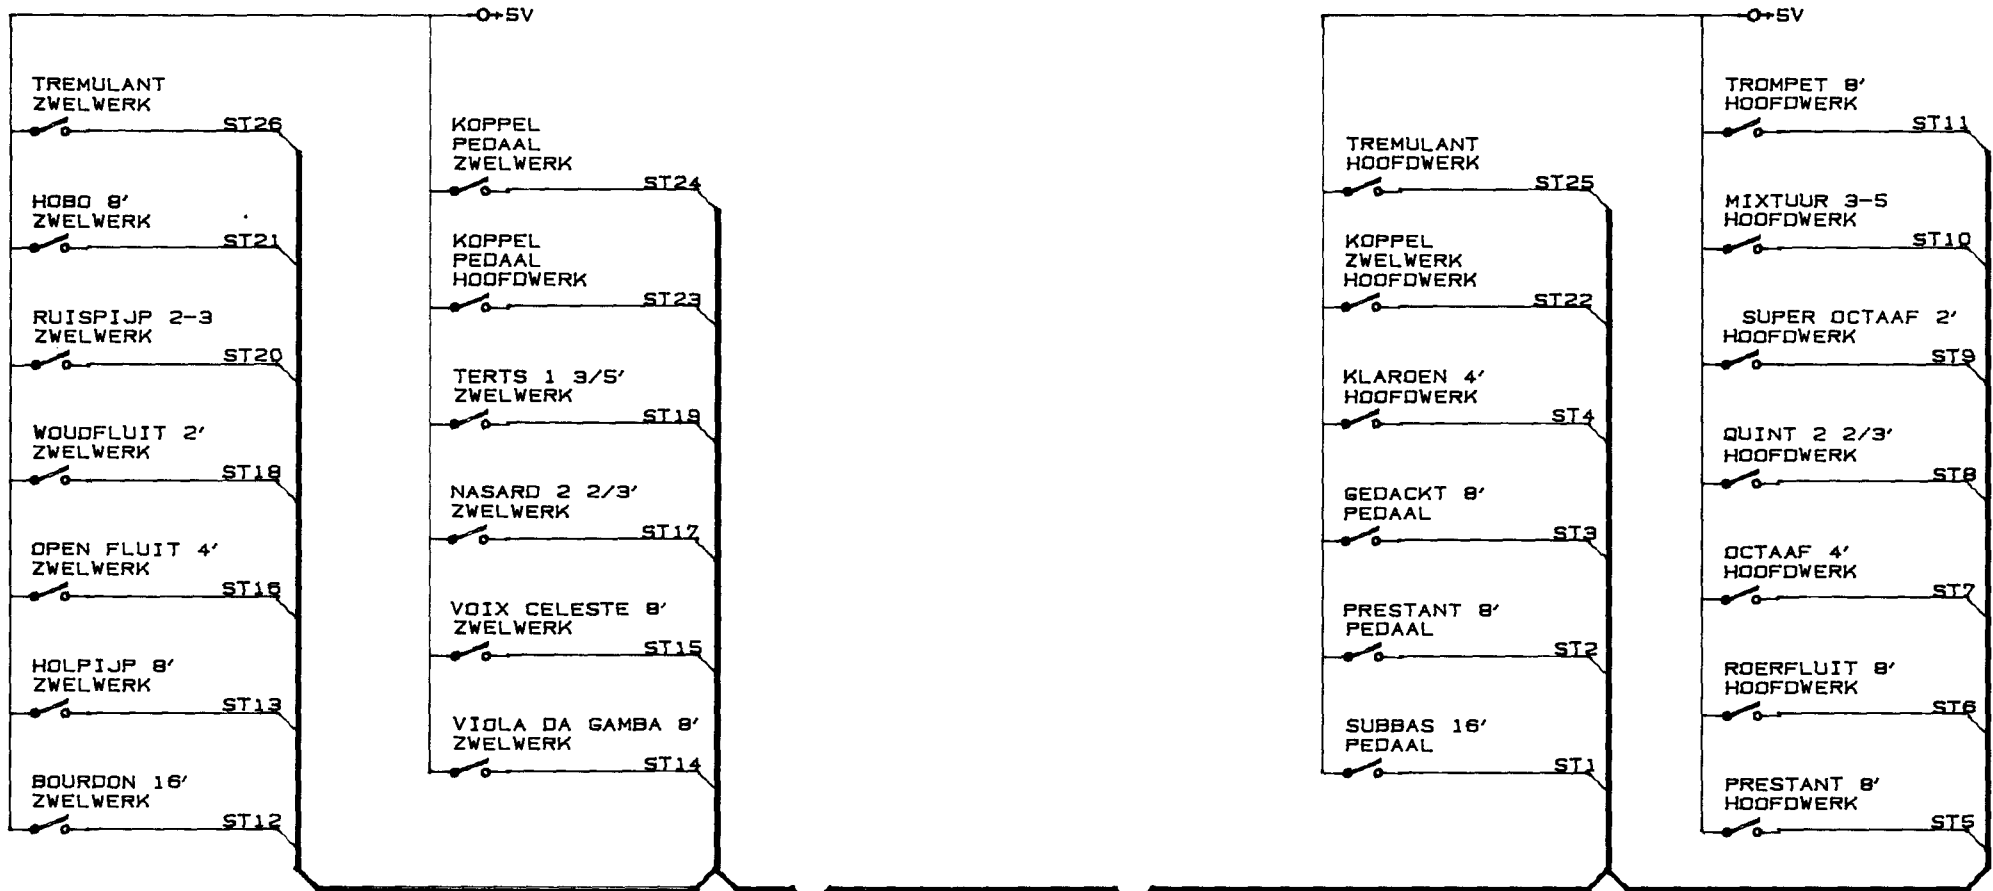 +5V
TREMULANT
ZWELWERK
ST26
HOBO 8'
ZWELWERK
ST21
RUISPIJP 2-3
ZWELWERK
ST20
WOUDFLUIT 2'
ZWELWERK
ST18
OPEN FLUIT 4'
ZWELWERK
ST16
HOLPIJP 8'
ZWELWERK
ST13
BOURDON 16'
ZWELWERK
ST12
KOPPEL
PEDAAL
ZWELWERK
ST24
KOPPEL
PEDAAL
HOOFDWERK
ST23
TERTS 1 3/5'
ZWELWERK
ST19
NASARD 2 2/3'
ZWELWERK
ST17
VOIX CELESTE 8'
ZWELWERK
ST15
VIOLA DA GAMBA 8'
ZWELWERK
ST14
+5V
TREMULANT
HOOFDWERK
ST25
KOPPEL
ZWELWERK
HOOFDWERK
ST22
KLAROEN 4'
HOOFDWERK
ST4
GEDACKT 8'
PEDAAL
ST3
PRESTANT 8'
PEDAAL
ST2
SUBBAS 16'
PEDAAL
ST1
TROMPET 8'
HOOFDWERK
ST11
MIXTUUR 3-5
HOOFDWERK
ST10
SUPER OCTAAF 2'
HOOFDWERK
ST9
QUINT 2 2/3'
HOOFDWERK
ST8
OCTAAF 4'
HOOFDWERK
ST7
ROERFLUIT 8'
HOOFDWERK
ST6
PRESTANT 8'
HOOFDWERK
ST5